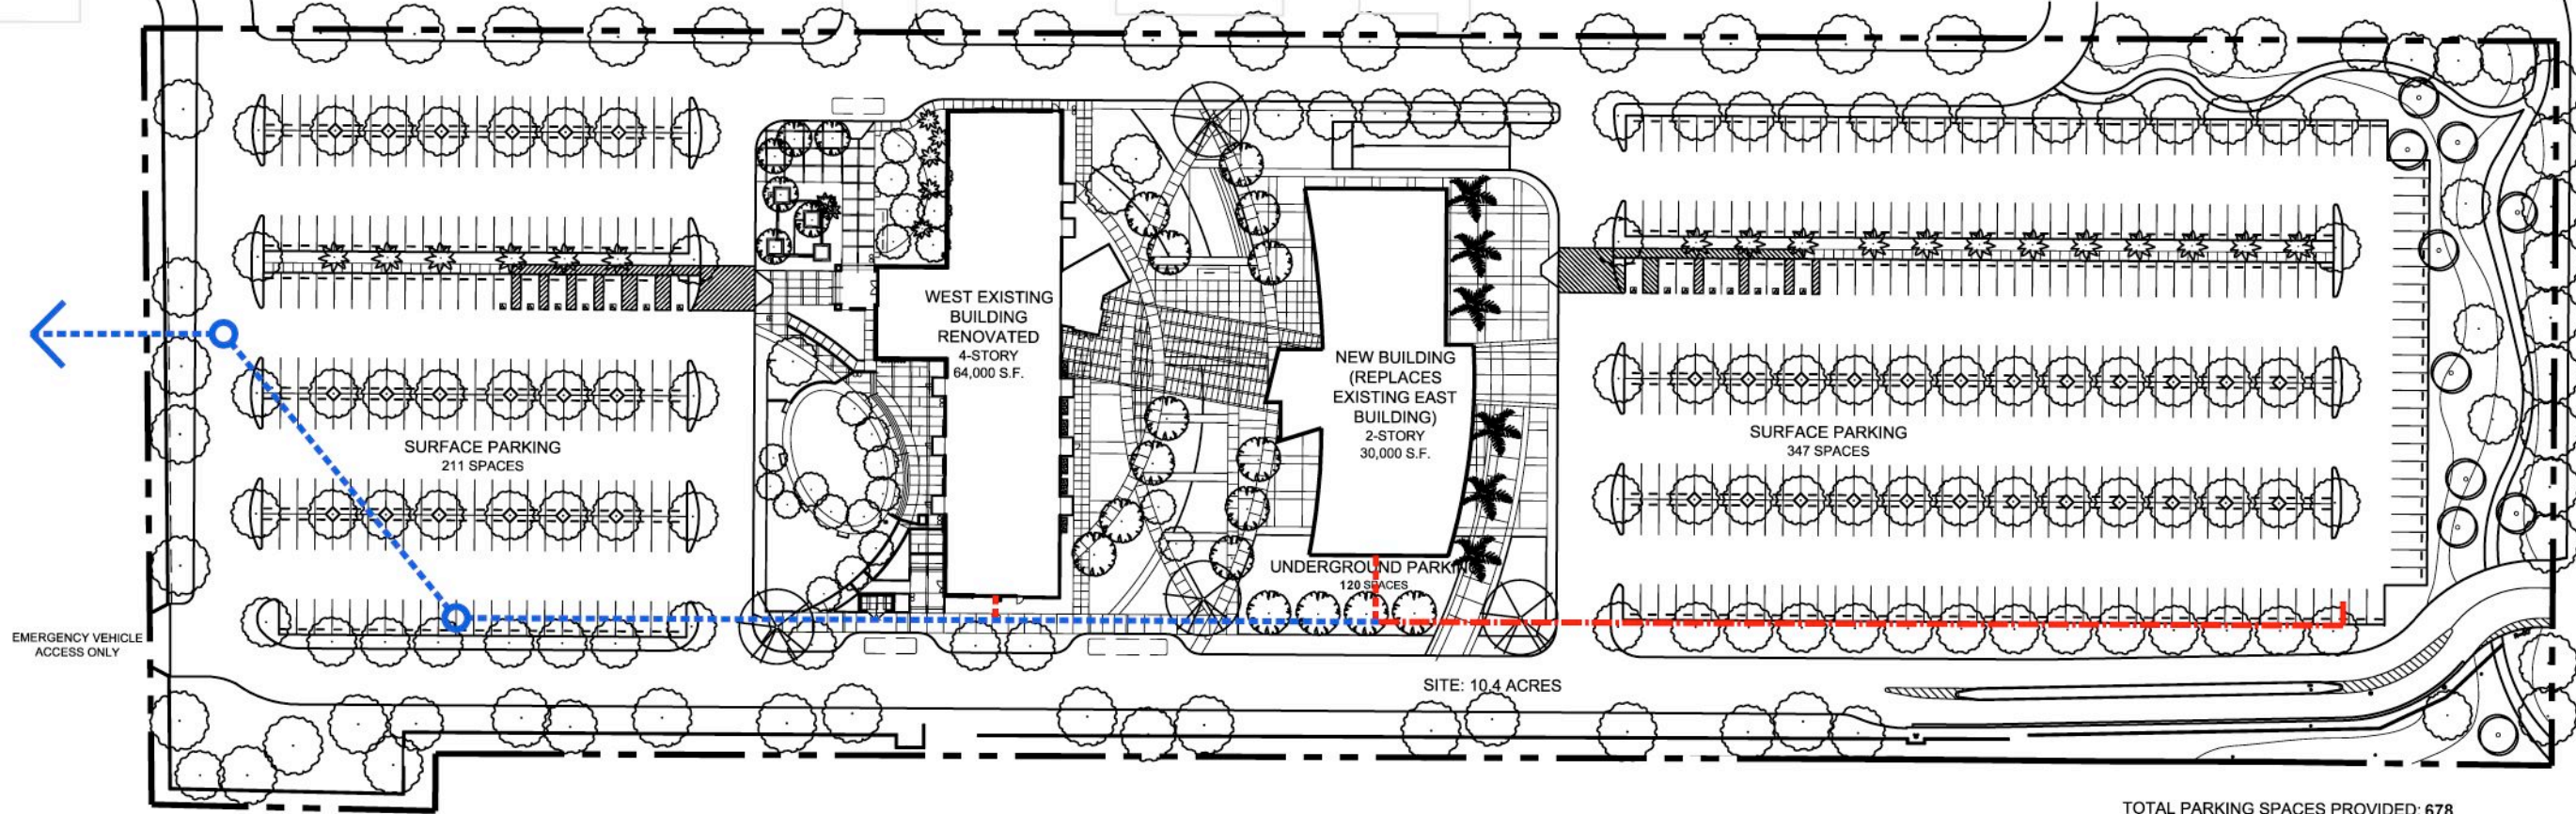 WEST EXISTING
BUILDING
RENOVATED
4-STORY
64,000 S.F.
NEW BUILDING
(REPLACES
EXISTING EAST
BUILDING)
2-STORY
30,000 S.F.
SURFACE PARKING
211 SPACES
SURFACE PARKING
347 SPACES
UNDERGROUND PARKING
120 SPACES
EMERGENCY VEHICLE
ACCESS ONLY
SITE: 10.4 ACRES
TOTAL PARKING SPACES PROVIDED: 678